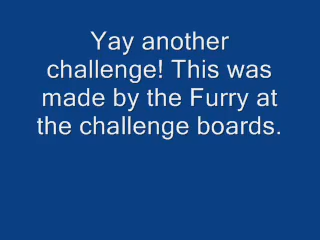 Yay another
challenge! This was
made by the Furry at
the challenge boards.